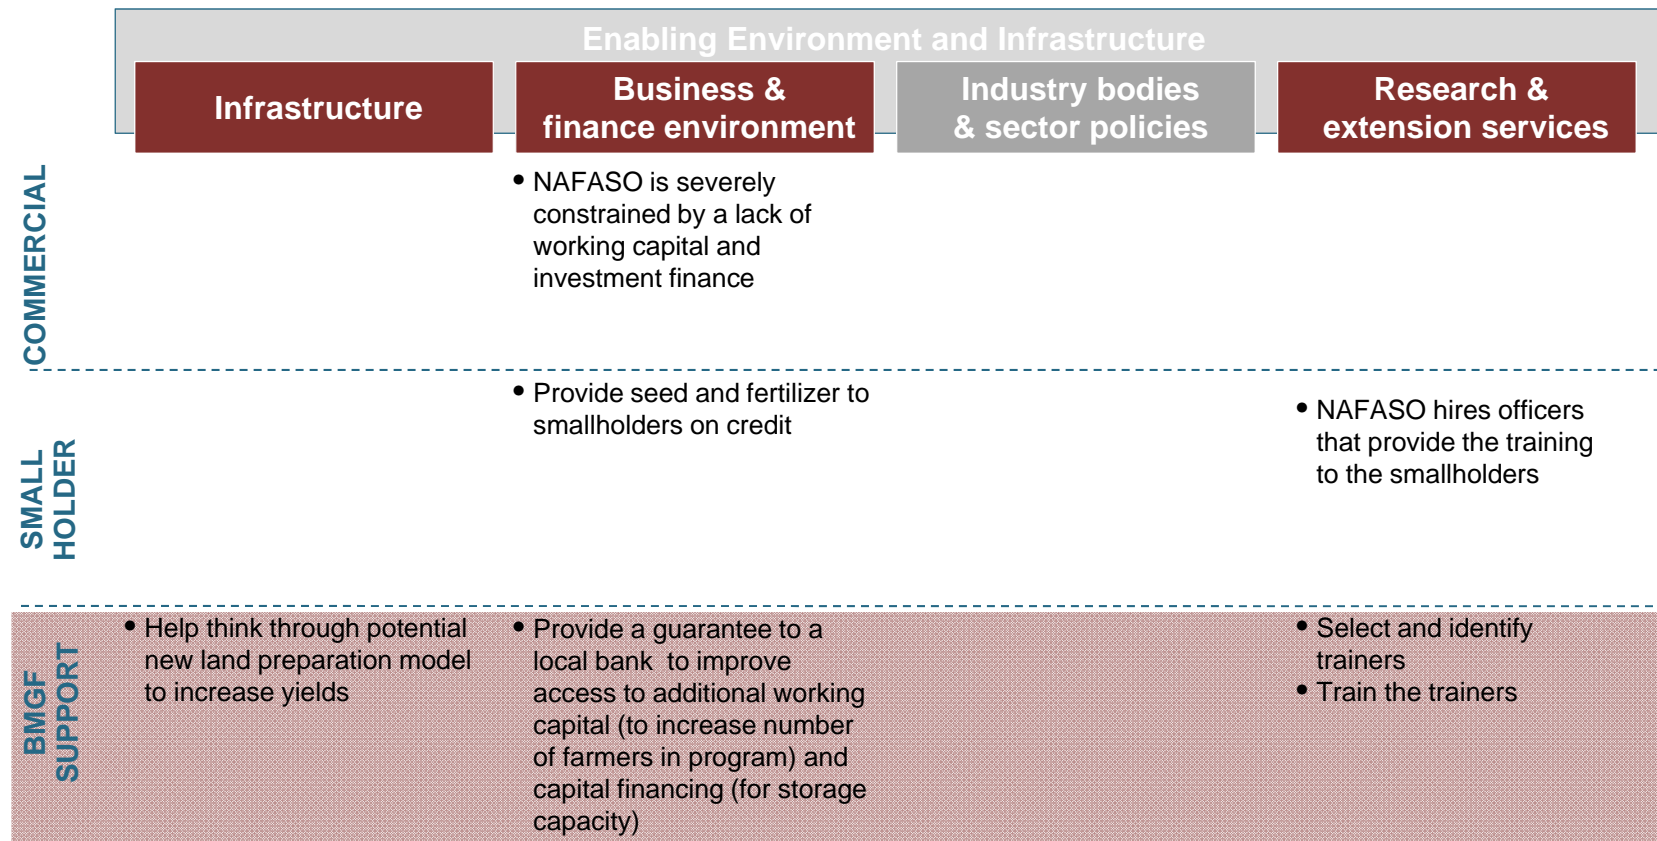 Enabling Environment and Infrastructure
Infrastructure
Business &
finance environment
Industry bodies
& sector policies
Research &
extension services
COMMERCIAL
• NAFASO is severely
constrained by a lack of
working capital and
investment finance
SMALL
HOLDER
• Provide seed and fertilizer to
smallholders on credit
• NAFASO hires officers
that provide the training
to the smallholders
BMGF
SUPPORT
• Help think through potential
new land preparation model
to increase yields
• Provide a guarantee to a
local bank to improve
access to additional working
capital (to increase number
of farmers in program) and
capital financing (for storage
capacity)
• Select and identify
trainers
• Train the trainers